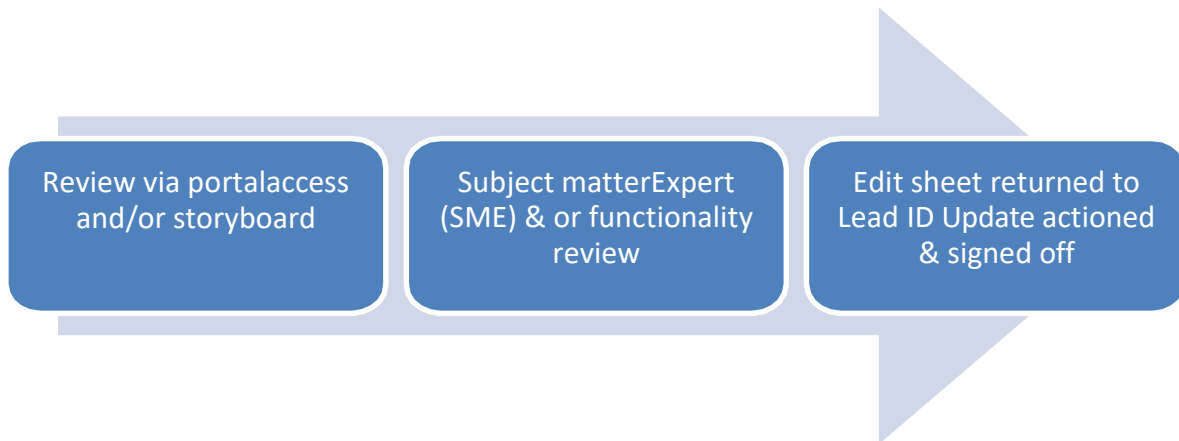 Review via portalaccess
and/or storyboard
Subject matterExpert
(SME) & or functionality
review
Edit sheet returned to
Lead ID Update actioned
& signed off